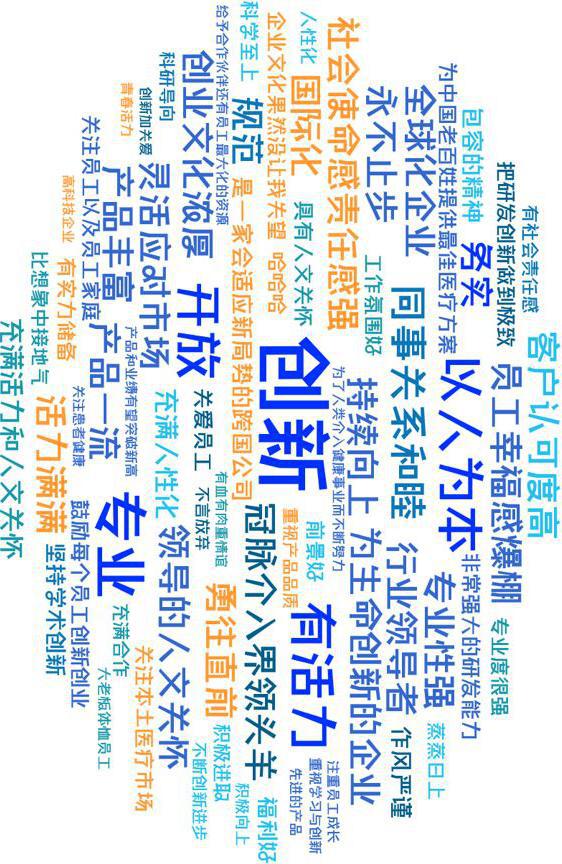 客户认可度高
有社会责任感
把研发创新做到极致
员工幸福感爆棚
专业度很强
包容的精神
务实
以人为本
非常强大的研发能力
为中国老百姓提供最佳医疗方案
全球化企业
专业性强
蒸蒸日上
永不止步
同事关系和睦
行业领导者
作风严谨
工作氛围好
持续向上
为生命创新的企业
社会使命感责任感强
为了人类介入健康事业而不断努力
注重员工成长
人性化
国际化
具有人文关怀
前景好
有活力
重视学习与创新
先进的产品
企业文化果然没让我失望
哈哈哈
创新
重视产品品质
科学至上
规范
是一家会适应新局势的跨国公司
冠脉介入界领头羊
福利好
给予合作伙伴还有员工最大化的资源
有血有肉重情谊
积极向上
创业文化浓厚
开放
关爱员工
不言放弃
勇往直前
积极进取
不断创新进步
科研导向
灵活应对市场
充满人性化
领导的人文关怀
创新加关爱
青春活力
产品丰富
产品和业绩有望突破新高
专业
充满合作
关注本土医疗市场
关注员工以及员工家庭
产品一流
大老板体恤员工
高科技企业
有实力储备
关注患者健康
鼓励每个员工创新创业
比想象中接地气
活力满满
坚持学术创新
充满活力和人文关怀